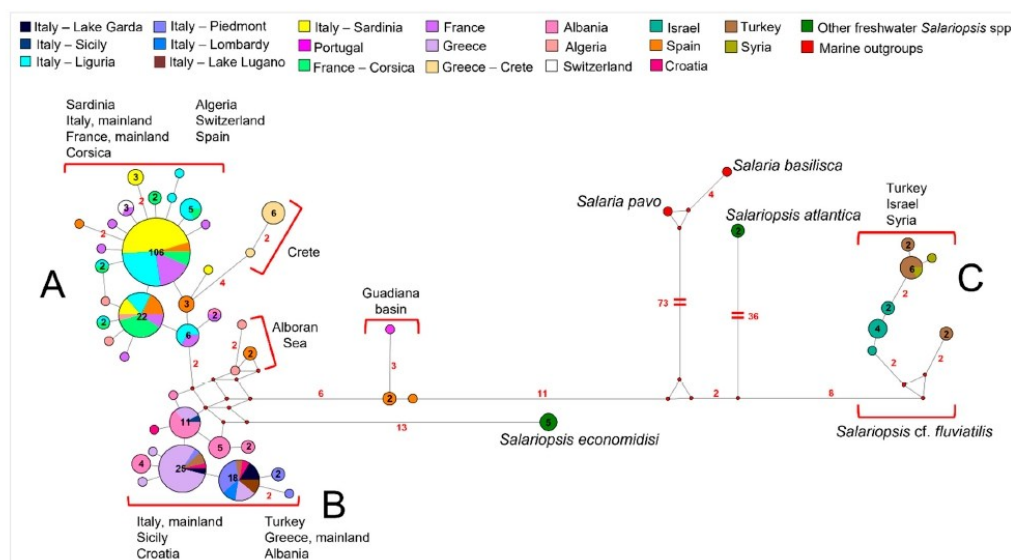 Italy – Lake Garda
Italy – Piedmont
Italy – Sardinia
France
Albania
Israel
Turkey
Other freshwater Salariopsis spp
Italy – Sicily
Italy – Lombardy
Portugal
Greece
Algeria
Spain
Syria
Marine outgroups
Italy – Liguria
Italy – Lake Lugano
France – Corsica
Greece – Crete
Switzerland
Croatia
Sardinia
Italy, mainland
France, mainland
Corsica
Algeria
Switzerland
Spain
3
2
2
3
2
5
2
106
2
A
22
2
3
6
2
6
2
4
Crete
2
Alboran
Sea
2
2
Guadiana
basin
3
6
2
11
13
5
Salariopsis economidisi
Salaria basilisca
4
Salaria pavo
Salariopsis atlantica
2
73
36
2
Turkey
Israel
Syria
2
6
2
2
4
C
2
2
2
6
Salariopsis cf. fluviatilis
11
5
2
4
25
18
2
2
B
Italy, mainland
Sicily
Croatia
Turkey
Greece, mainland
Albania